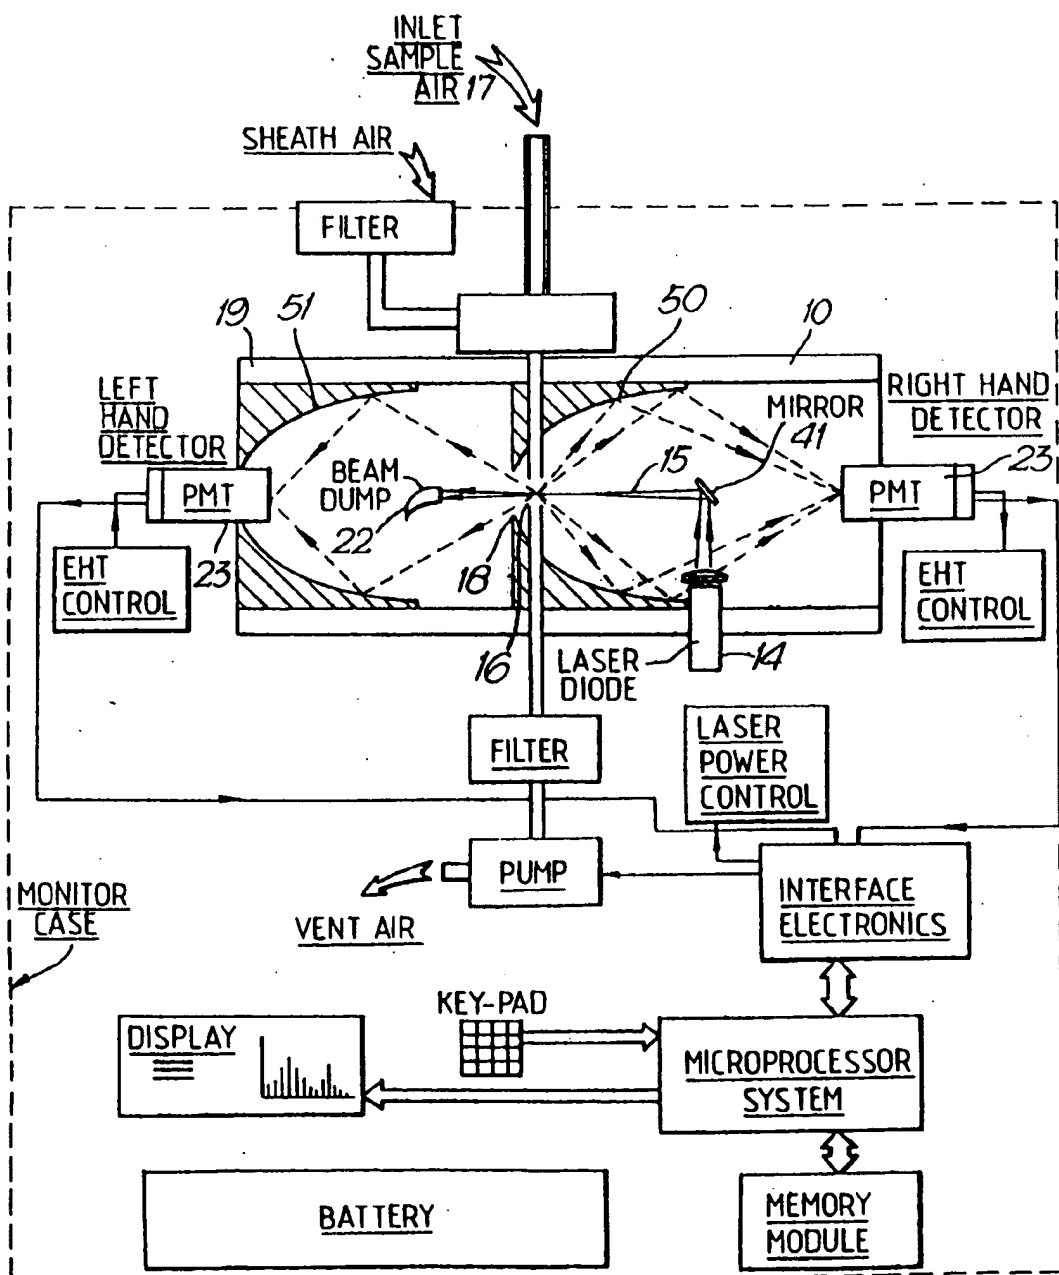 INLET
SAMPLE
AIR 17
SHEATH AIR
FILTER
19
51
50
10
LEFT
HAND
DETECTOR
RIGHT HAND
DETECTOR
MIRROR
41
15
BEAM
DUMP
22
PMT
23
PMT
23
EHT
CONTROL
EHT
CONTROL
18
16
LASER
DIODE
14
FILTER
LASER
POWER
CONTROL
PUMP
VENT AIR
INTERFACE
ELECTRONICS
MONITOR
CASE
KEY-PAD
DISPLAY
MICROPROCESSOR
SYSTEM
BATTERY
MEMORY
MODULE